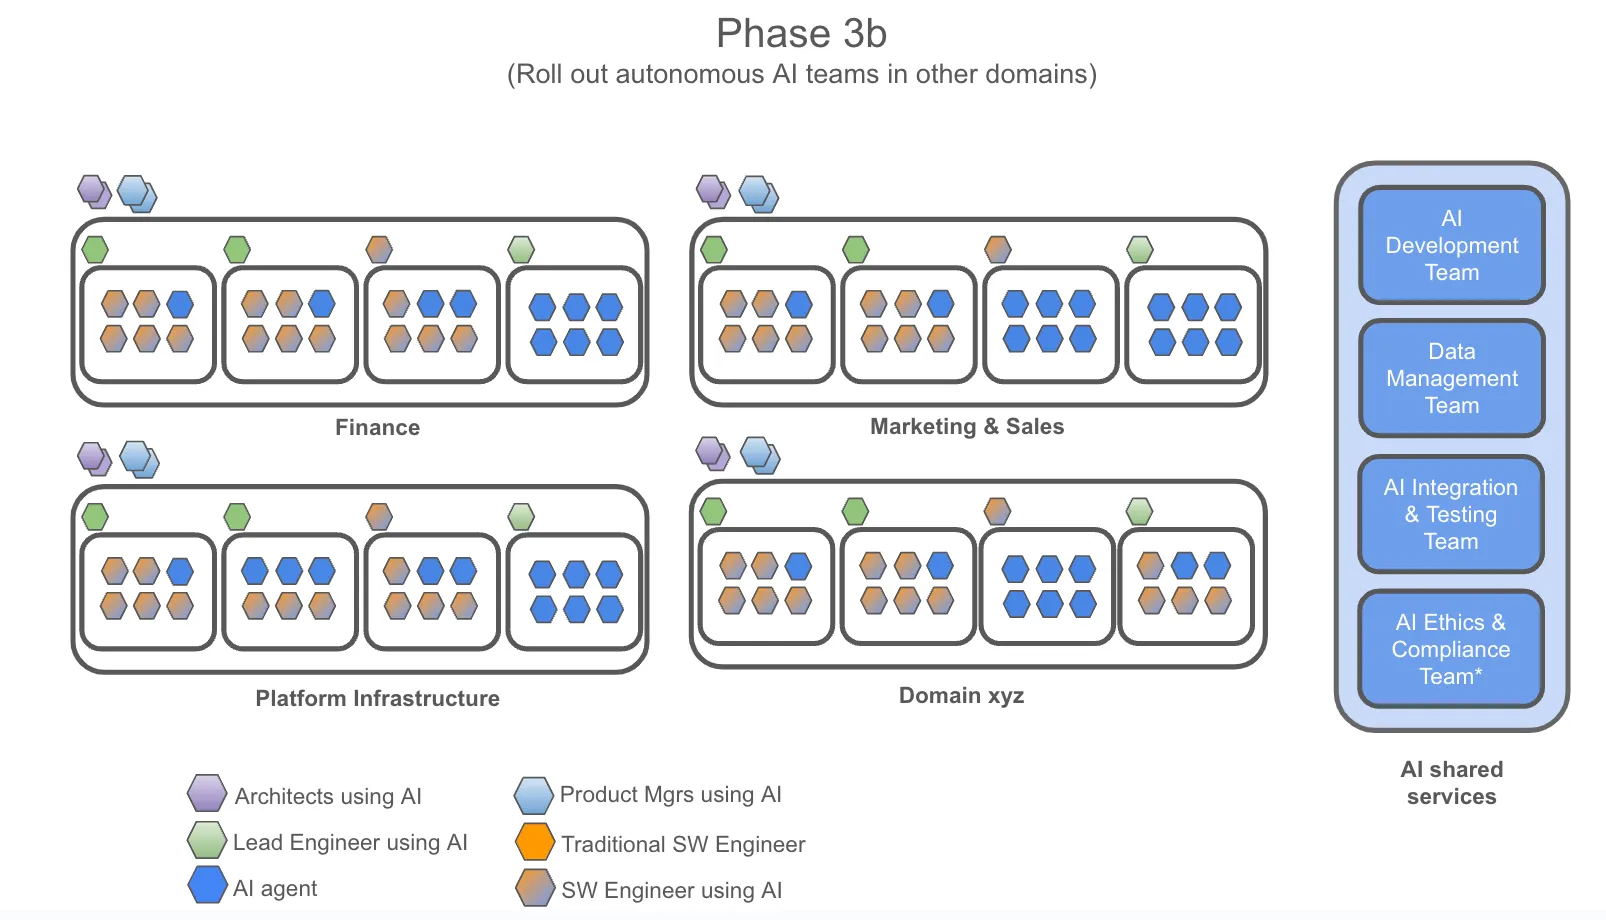 Phase 3b
(Roll out autonomous AI teams in other domains)
Finance
Marketing & Sales
Platform Infrastructure
Domain xyz
AI
Development
Team
Data
Management
Team
AI Integration
& Testing
Team
AI Ethics &
Compliance
Team*
AI shared
services
Architects using AI
Product Mgrs using AI
Lead Engineer using AI
Traditional SW Engineer
AI agent
SW Engineer using AI